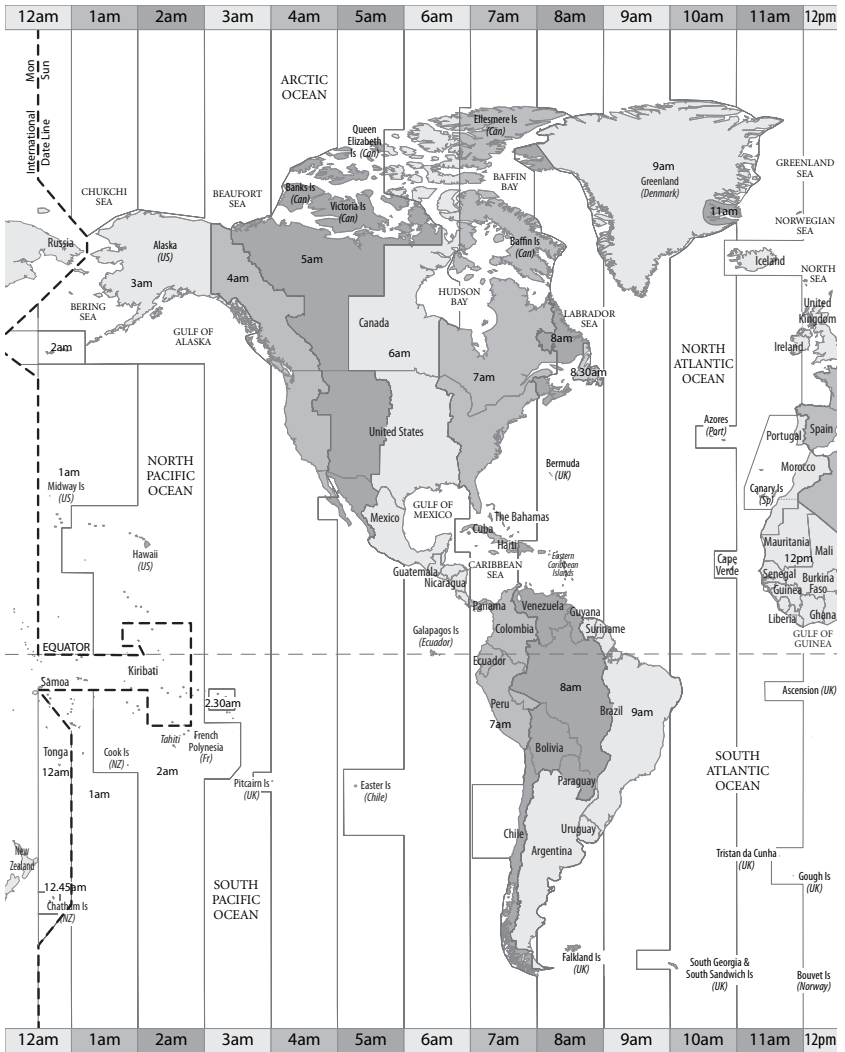 12am 1am 2am 3am 4am 5am 6am 7am 8am 9am 10am 11am 12pm
Mon
Sun
International
Date Line
ARCTIC
OCEAN
Queen
Elizabeth
Is (Can)
Ellesmere Is
(Can)
BAFFIN
BAY
9am
Greenland
(Denmark)
11am
GREENLAND
SEA
NORWEGIAN
SEA
CHUKCHI
SEA
BEAUFORT
SEA
Banks Is
(Can)
Victoria Is
(Can)
Baffin Is
(Can)
Russia
Alaska
(US)
3am
4am
5am
Iceland
NORTH
SEA
BERING
SEA
GULF OF
ALASKA
HUDSON
BAY
LABRADOR
SEA
United
Kingdom
Ireland
2am
Canada
6am
7am
8am
8.30am
NORTH
ATLANTIC
OCEAN
United States
Azores
(Port)
Portugal
Spain
Morocco
Canary Is
(Sp)
1am
Midway Is
(US)
NORTH
PACIFIC
OCEAN
Bermuda
(UK)
Mexico
GULF OF
MEXICO
The Bahamas
Cuba
Haiti
Hawaii
(US)
CARIBBEAN
SEA
Eastern
Caribbean
Islands
Cape
Verde
Mauritania
12pm
Mali
Senegal
Guinea
Burkina
Faso
Liberia
Ghana
GULF OF
GUINEA
Guatemala
Nicaragua
Panama
Venezuela
Guyana
Suriname
Colombia
Galapagos Is
(Ecuador)
EQUATOR
Kiribati
Ecuador
Samoa
2.30am
Peru
7am
8am
Brazil
9am
Ascension (UK)
Tahiti
French
Polynesia
(Fr)
Tonga
12am
Cook Is
(NZ)
1am
2am
Pitcairn Is
(UK)
Easter Is
(Chile)
Bolivia
Paraguay
SOUTH
ATLANTIC
OCEAN
Chile
Uruguay
Argentina
New
Zealand
12.45am
Chatham Is
(NZ)
SOUTH
PACIFIC
OCEAN
Tristan da Cunha
(UK)
Gough Is
(UK)
Falkland Is
(UK)
South Georgia &
South Sandwich Is
(UK)
Bouvet Is
(Norway)
12am 1am 2am 3am 4am 5am 6am 7am 8am 9am 10am 11am 12pm